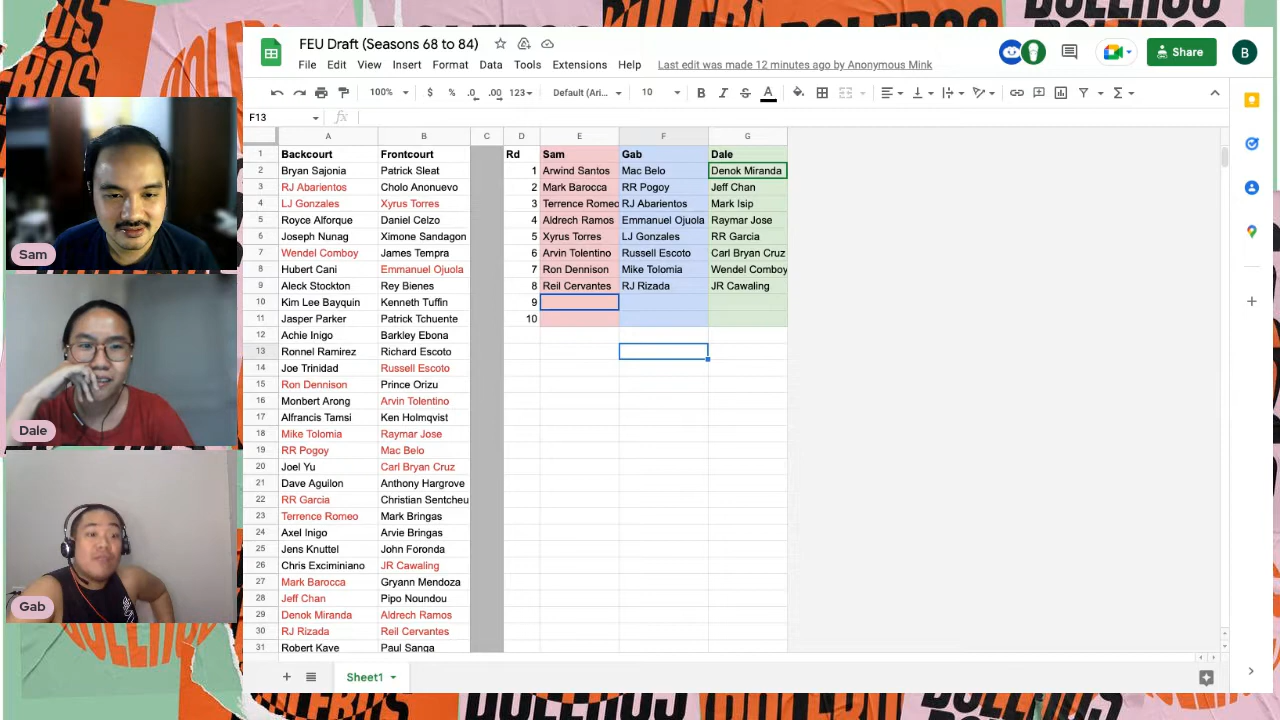 BOLEROS
FEU Draft (Seasons 68 to 84)
File Edit View Insert Format Data Tools Extensions Help Last edit was made 12 minutes ago by Anonymous Mink
Share B
100% $ % .0 .00 123 Default (Ari... 10 B I S A
F13 fx
A B C D E F G
1 Backcourt Frontcourt Rd Sam Gab Dale
2 Bryan Sajonia Patrick Sleat 1 Arwind Santos Mac Belo Denok Miranda
3 RJ Abarientos Cholo Anonuevo 2 Mark Barocca RR Pogoy Jeff Chan
4 LJ Gonzales Xyrus Torres 3 Terrence Romeo RJ Abarientos Mark Isip
5 Royce Alforque Daniel Celzo 4 Aldrech Ramos Emmanuel Ojuola Raymar Jose
6 Joseph Nunag Ximone Sandagon 5 Xyrus Torres LJ Gonzales RR Garcia
7 Wendel Comboy James Tempra 6 Arvin Tolentino Russell Escoto Carl Bryan Cruz
8 Hubert Cani Emmanuel Ojuola 7 Ron Dennison Mike Tolomia Wendel Comboy
9 Aleck Stockton Rey Bienes 8 Reil Cervantes RJ Rizada JR Cawaling
10 Kim Lee Bayquin Kenneth Tuffin 9
11 Jasper Parker Patrick Tchuente 10
12 Achie Inigo Barkley Ebona
13 Ronnel Ramirez Richard Escoto
14 Joe Trinidad Russell Escoto
15 Ron Dennison Prince Orizu
16 Monbert Arong Arvin Tolentino
17 Alfrancis Tamsi Ken Holmqvist
18 Mike Tolomia Raymar Jose
19 RR Pogoy Mac Belo
20 Joel Yu Carl Bryan Cruz
21 Dave Aguilon Anthony Hargrove
22 RR Garcia Christian Sentcheu
23 Terrence Romeo Mark Bringas
24 Axel Inigo Arvie Bringas
25 Jens Knuttel John Foronda
26 Chris Exciminiano JR Cawaling
27 Mark Barocca Gryann Mendoza
28 Jeff Chan Pipo Noundou
29 Denok Miranda Aldrech Ramos
30 RJ Rizada Reil Cervantes
31 Robert Kave Paul Sanga
Sheet1
Sam
Dale
Gab